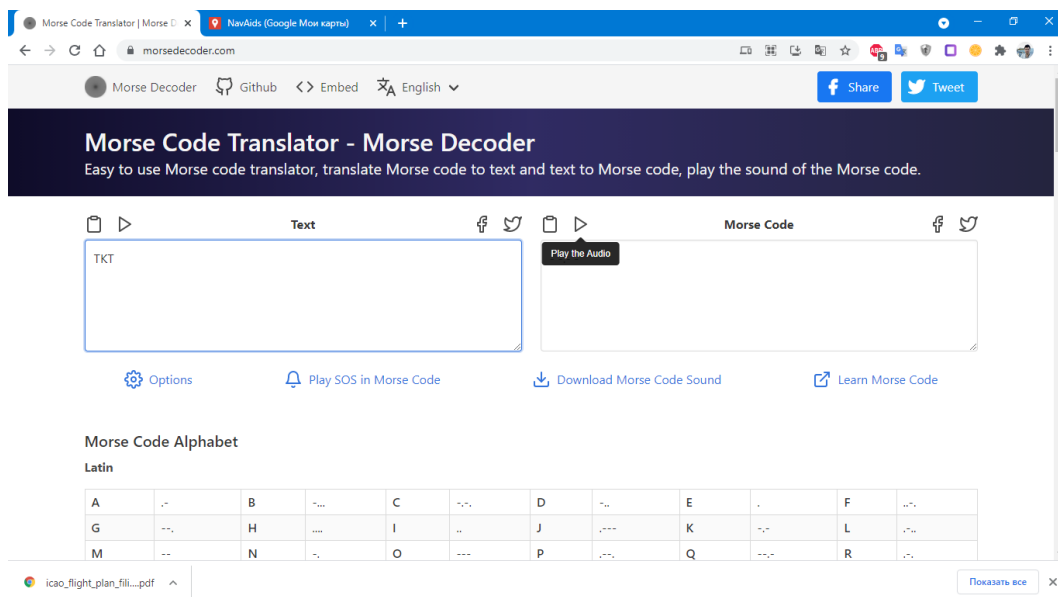 Morse Code Translator | Morse D
NavAids (Google Мои карты)
morsedecoder.com
ABP
9
Morse Decoder Github Embed English Share Tweet
Morse Code Translator - Morse Decoder
Easy to use Morse code translator, translate Morse code to text and text to Morse code, play the sound of the Morse code.
Text Morse Code
Play the Audio
TKT
Options Play SOS in Morse Code Download Morse Code Sound Learn Morse Code
Morse Code Alphabet
Latin
A .- B -... C -.-. D -.. E . F ..-.
G --. H .... I .. J .--- K -.- L .-..
M -- N -. O --- P .--. Q --.- R .-.
icao_flight_plan_fili....pdf Показать все